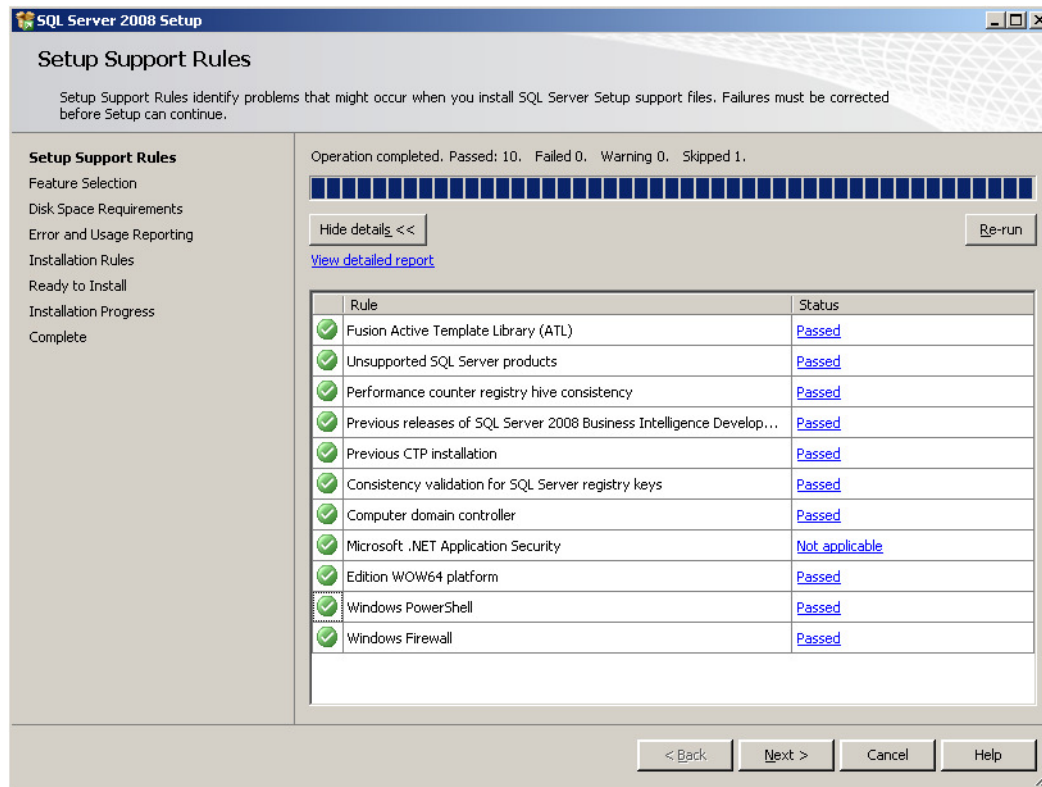 SQL Server 2008 Setup
Setup Support Rules
Setup Support Rules identify problems that might occur when you install SQL Server Setup support files. Failures must be corrected
before Setup can continue.
Setup Support Rules
Feature Selection
Disk Space Requirements
Error and Usage Reporting
Installation Rules
Ready to Install
Installation Progress
Complete
Operation completed. Passed: 10.   Failed 0.   Warning 0.   Skipped 1.
Hide details <<
Re-run
View detailed report
Rule Status
Fusion Active Template Library (ATL) Passed
Unsupported SQL Server products Passed
Performance counter registry hive consistency Passed
Previous releases of SQL Server 2008 Business Intelligence Develop... Passed
Previous CTP installation Passed
Consistency validation for SQL Server registry keys Passed
Computer domain controller Passed
Microsoft .NET Application Security Not applicable
Edition WOW64 platform Passed
Windows PowerShell Passed
Windows Firewall Passed
< Back Next > Cancel Help